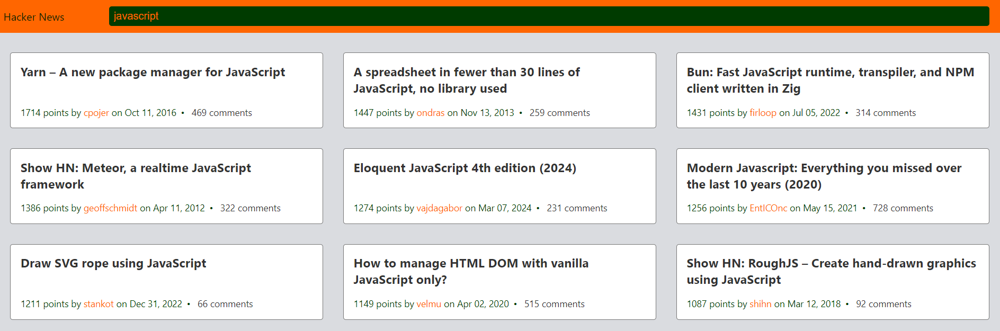 Hacker News
javascript
Yarn – A new package manager for JavaScript
1714 points by cpojer on Oct 11, 2016 • 469 comments
A spreadsheet in fewer than 30 lines of
JavaScript, no library used
1447 points by ondras on Nov 13, 2013 • 259 comments
Bun: Fast JavaScript runtime, transpiler, and NPM
client written in Zig
1431 points by firloop on Jul 05, 2022 • 314 comments
Show HN: Meteor, a realtime JavaScript
framework
1386 points by geoffschmidt on Apr 11, 2012 • 322 comments
Eloquent JavaScript 4th edition (2024)
1274 points by vajdagabor on Mar 07, 2024 • 231 comments
Modern Javascript: Everything you missed over
the last 10 years (2020)
1256 points by EntICOnc on May 15, 2021 • 728 comments
Draw SVG rope using JavaScript
1211 points by stankot on Dec 31, 2022 • 66 comments
How to manage HTML DOM with vanilla
JavaScript only?
1149 points by velmu on Apr 02, 2020 • 515 comments
Show HN: RoughJS – Create hand-drawn graphics
using JavaScript
1087 points by shihn on Mar 12, 2018 • 92 comments